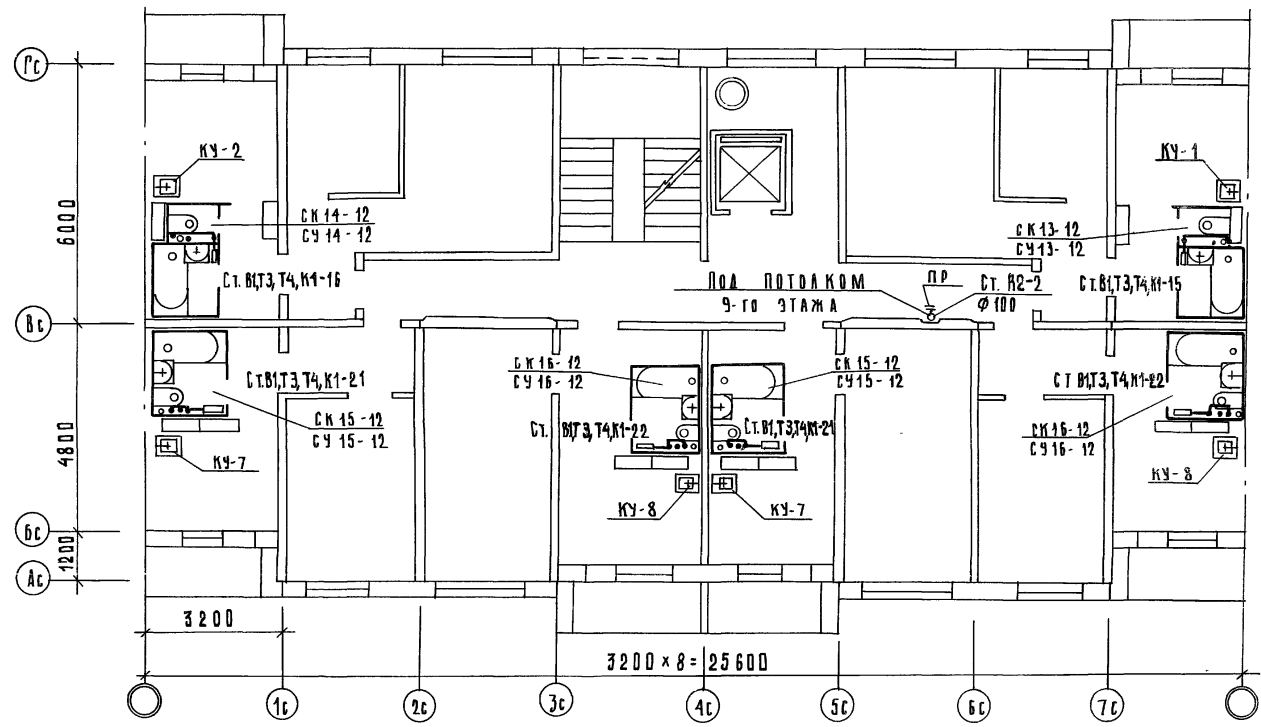 Гс
КУ-2
КУ-1
6000
СК 14-12
СУ 14-12
СК 13-12
СУ 13-12
Ст. В1,Т3,Т4,К1-16
Под потолком
9-го этажа
ПР
Ст. К2-2
Ф 100
Ст. В1,Т3,Т4,К1-15
Вс
СК 16-12
СУ 16-12
СК 15-12
СУ 15-12
Ст. В1,Т3,Т4,К1-21
Ст В1,Т3,Т4,К1-22
СК 15-12
СУ 15-12
Ст. В1,Т3,Т4,К1-22
Ст. В1,Т3,Т4,К1-21
СК 16-12
СУ 16-12
4800
КУ-7
КУ-8
КУ-8
КУ-7
Бс
1200
Ас
3200
3200 × 8 = 25600
1с
2с
3с
4с
5с
6с
7с